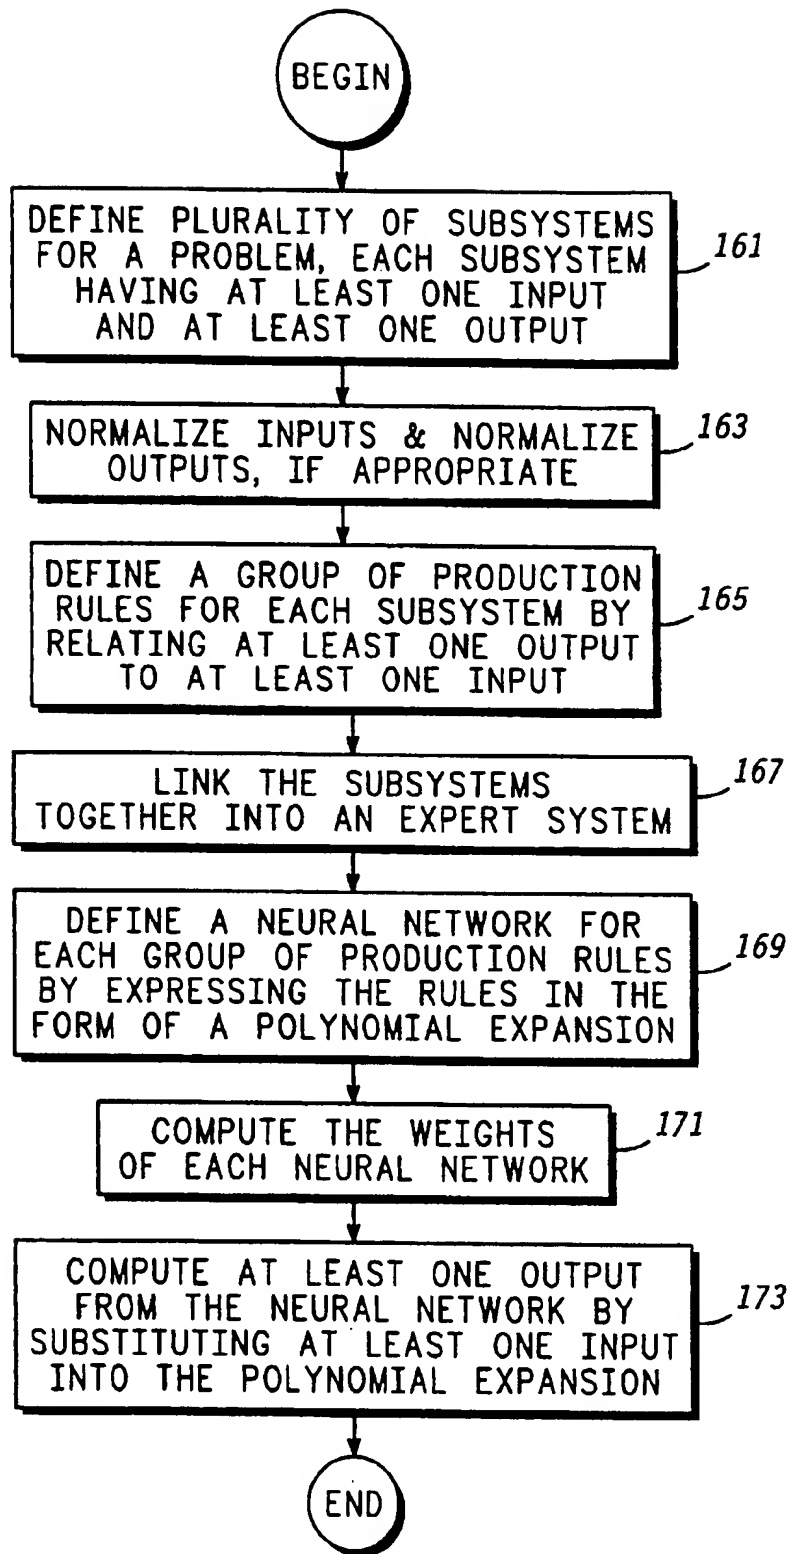 BEGIN
DEFINE PLURALITY OF SUBSYSTEMS
FOR A PROBLEM, EACH SUBSYSTEM
HAVING AT LEAST ONE INPUT
AND AT LEAST ONE OUTPUT
161
NORMALIZE INPUTS & NORMALIZE
OUTPUTS, IF APPROPRIATE
163
DEFINE A GROUP OF PRODUCTION
RULES FOR EACH SUBSYSTEM BY
RELATING AT LEAST ONE OUTPUT
TO AT LEAST ONE INPUT
165
LINK THE SUBSYSTEMS
TOGETHER INTO AN EXPERT SYSTEM
167
DEFINE A NEURAL NETWORK FOR
EACH GROUP OF PRODUCTION RULES
BY EXPRESSING THE RULES IN THE
FORM OF A POLYNOMIAL EXPANSION
169
COMPUTE THE WEIGHTS
OF EACH NEURAL NETWORK
171
COMPUTE AT LEAST ONE OUTPUT
FROM THE NEURAL NETWORK BY
SUBSTITUTING AT LEAST ONE INPUT
INTO THE POLYNOMIAL EXPANSION
173
END